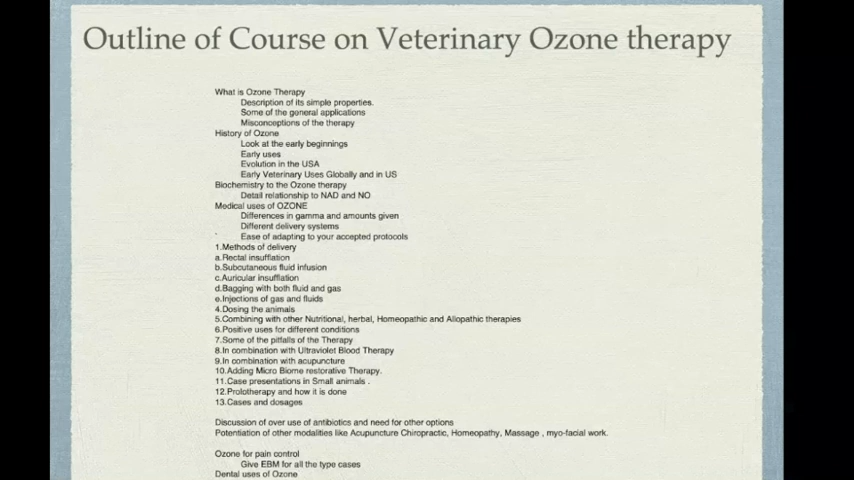 Outline of Course on Veterinary Ozone therapy
What is Ozone Therapy
Description of its simple properties.
Some of the general applications
Misconceptions of the therapy
History of Ozone
Look at the early beginnings
Early uses
Evolution in the USA
Early Veterinary Uses Globally and in US
Biochemistry to the Ozone therapy
Detail relationship to NAD and NO
Medical uses of OZONE
Differences in gamma and amounts given
Different delivery systems
Ease of adapting to your accepted protocols
1.Methods of delivery
a.Rectal insufflation
b.Subcutaneous fluid infusion
c.Auricular insufflation
d.Bagging with both fluid and gas
e.Injections of gas and fluids
4.Dosing the animals
5.Combining with other Nutritional, herbal, Homeopathic and Allopathic therapies
6.Positive uses for different conditions
7.Some of the pitfalls of the Therapy
8.In combination with Ultraviolet Blood Therapy
9.In combination with acupuncture
10.Adding Micro Biome restorative Therapy.
11.Case presentations in Small animals .
12.Prolotherapy and how it is done
13.Cases and dosages
Discussion of over use of antibiotics and need for other options
Potentiation of other modalities like Acupuncture Chiropractic, Homeopathy, Massage , myo-facial work.
Ozone for pain control
Give EBM for all the type cases
Dental uses of Ozone